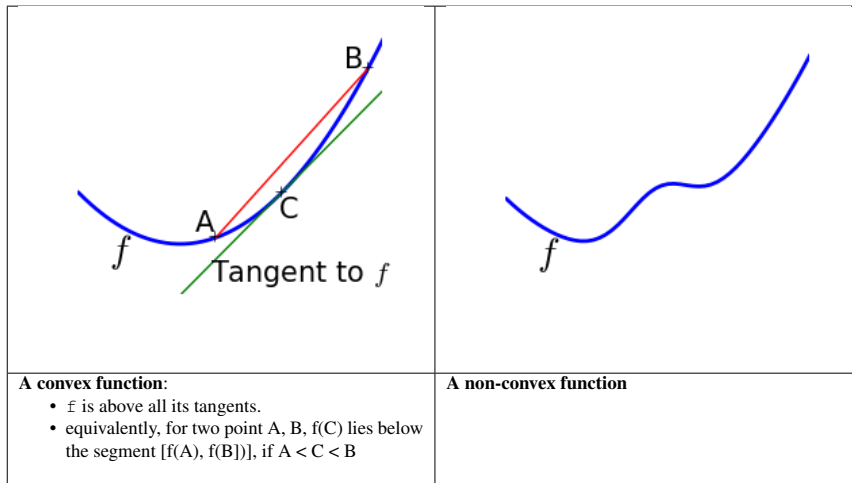 B
A
C
f
Tangent to f
f
A convex function:
• f is above all its tangents.
• equivalently, for two point A, B, f(C) lies below
the segment [f(A), f(B])], if A < C < B
A non-convex function